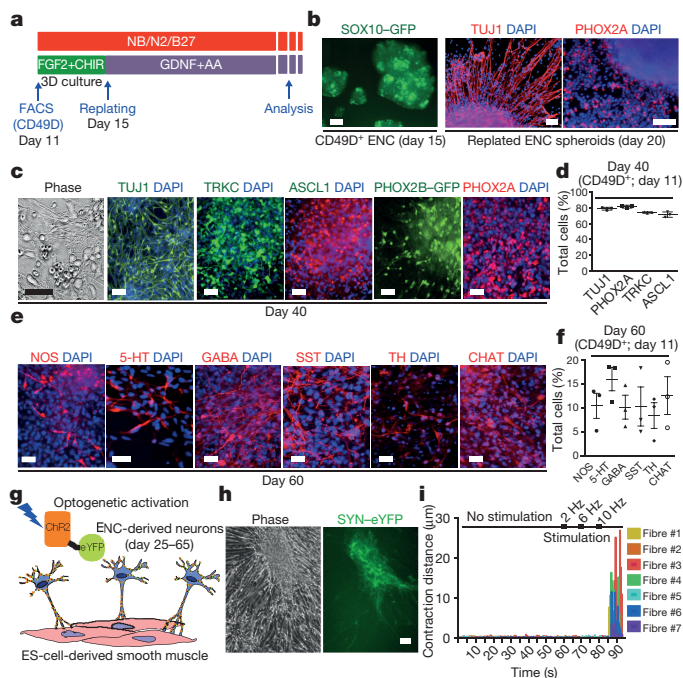 a
NB/N2/B27
FGF2+CHIR GDNF+AA
3D culture
FACS
(CD49D)
Day 11
Replating
Day 15
Analysis
b
SOX10–GFP TUJ1 DAPI PHOX2A DAPI
CD49D+ ENC (day 15) Replated ENC spheroids (day 20)
c
Phase TUJ1 DAPI TRKC DAPI ASCL1 DAPI PHOX2B–GFP PHOX2A DAPI
Day 40
d
Day 40
(CD49D+; day 11)
Total cells (%)
100
80
60
40
20
0
TUJ1
PHOX2A
TRKC
ASCL1
e
NOS DAPI 5-HT DAPI GABA DAPI SST DAPI TH DAPI CHAT DAPI
Day 60
f
Day 60
(CD49D+; day 11)
Total cells (%)
20
15
10
5
0
NOS
5-HT
GABA
SST
TH
CHAT
g
Optogenetic activation
ChR2
eYFP
ENC-derived neurons
(day 25–65)
ES-cell-derived smooth muscle
h
Phase SYN–eYFP
i
No stimulation
2 Hz
6 Hz
10 Hz
Stimulation
Contraction distance (μm)
30
20
10
0
10 20 30 40 50 60 70 80 90
Time (s)
Fibre #1
Fibre #2
Fibre #3
Fibre #4
Fibre #5
Fibre #6
Fibre #7